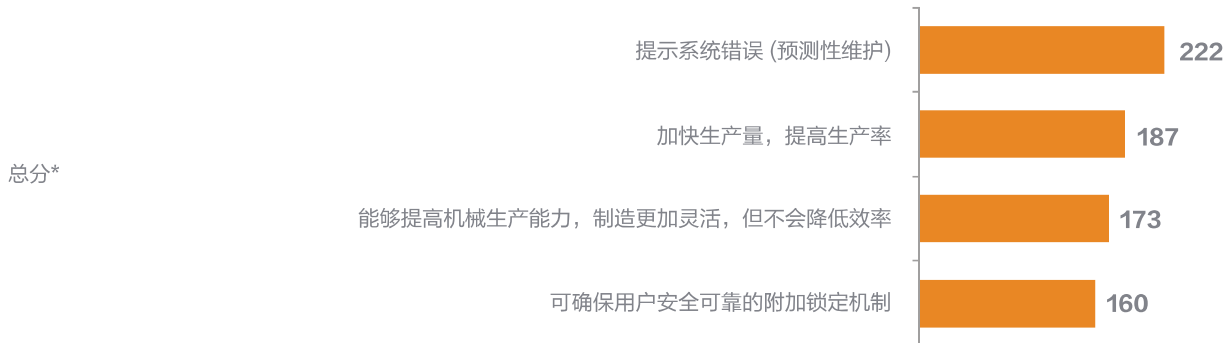 提示系统错误 (预测性维护)
222
加快生产量，提高生产率
187
总分*
能够提高机械生产能力，制造更加灵活，但不会降低效率
173
可确保用户安全可靠的附加锁定机制
160